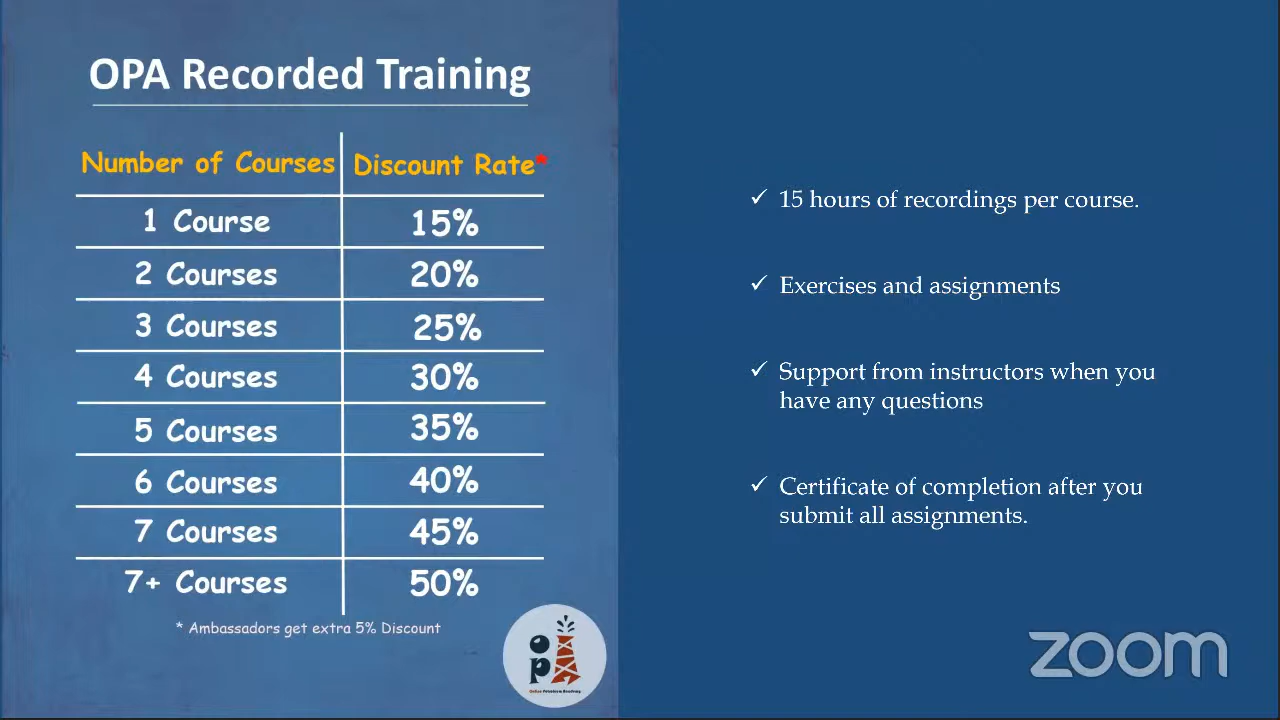 OPA Recorded Training
Number of Courses Discount Rate*
1 Course 15%
2 Courses 20%
3 Courses 25%
4 Courses 30%
5 Courses 35%
6 Courses 40%
7 Courses 45%
7+ Courses 50%
* Ambassadors get extra 5% Discount
opa
Online Petroleum Academy
✓ 15 hours of recordings per course.
✓ Exercises and assignments
✓ Support from instructors when you
have any questions
✓ Certificate of completion after you
submit all assignments.
zoom